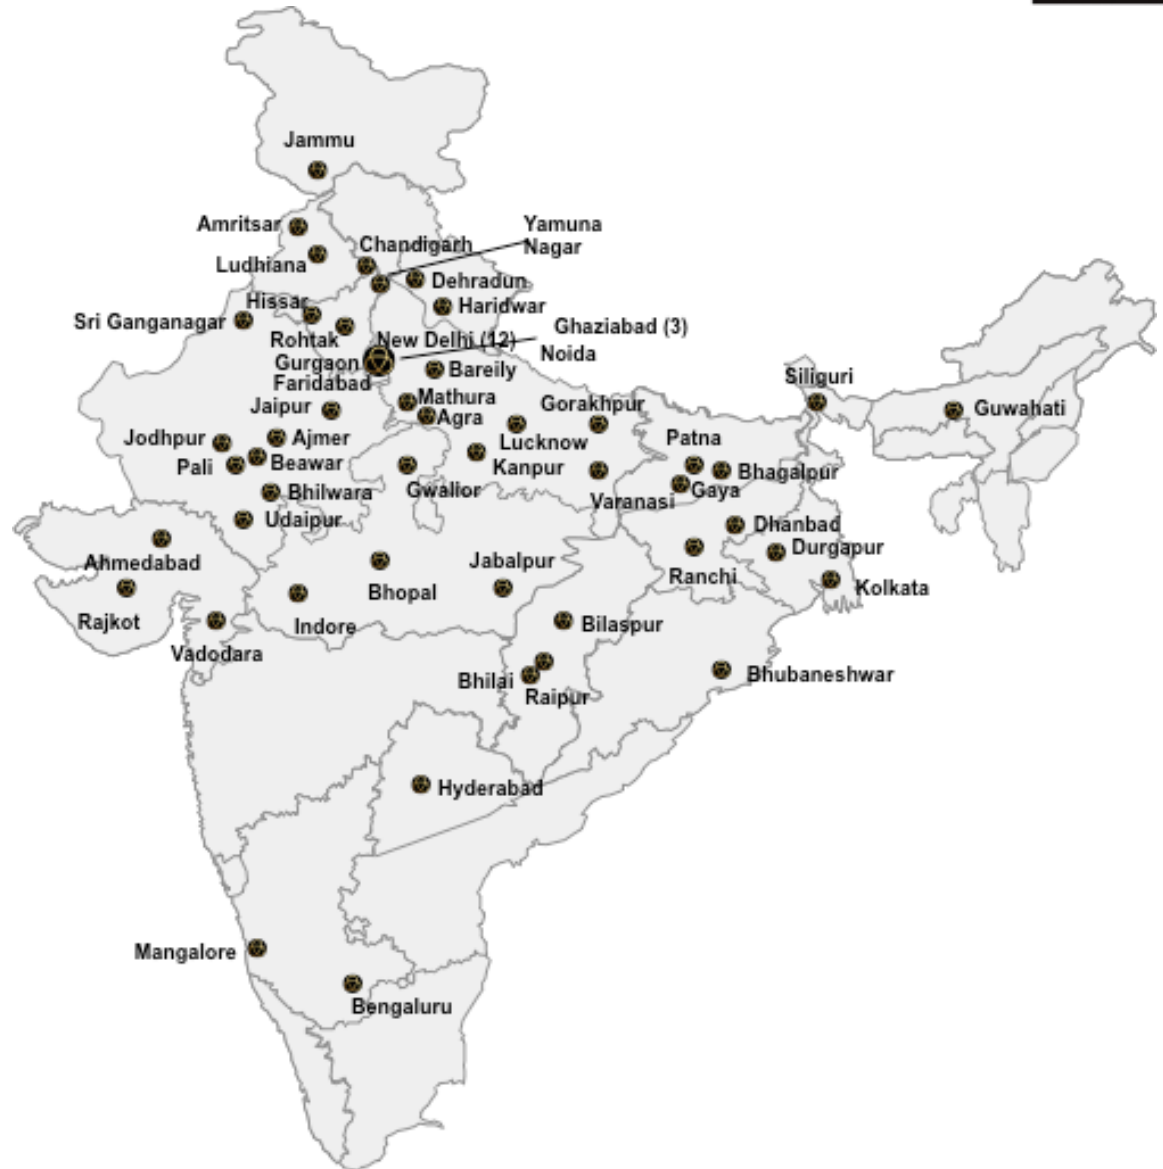 Jammu
Amritsar
Yamuna
Nagar
Chandigarh
Ludhiana
Dehradun
Hissar
Haridwar
Sri Ganganagar
Rohtak
New Delhi (12)
Ghaziabad (3)
Gurgaon
Noida
Faridabad
Bareily
Siliguri
Jaipur
Mathura
Gorakhpur
Guwahati
Agra
Jodhpur
Ajmer
Lucknow
Patna
Pali
Beawar
Kanpur
Bhagalpur
Bhilwara
Gwalior
Varanasi
Gaya
Udaipur
Dhanbad
Durgapur
Ahmedabad
Jabalpur
Ranchi
Bhopal
Kolkata
Rajkot
Indore
Bilaspur
Vadodara
Bhilai
Bhubaneshwar
Raipur
Hyderabad
Mangalore
Bengaluru